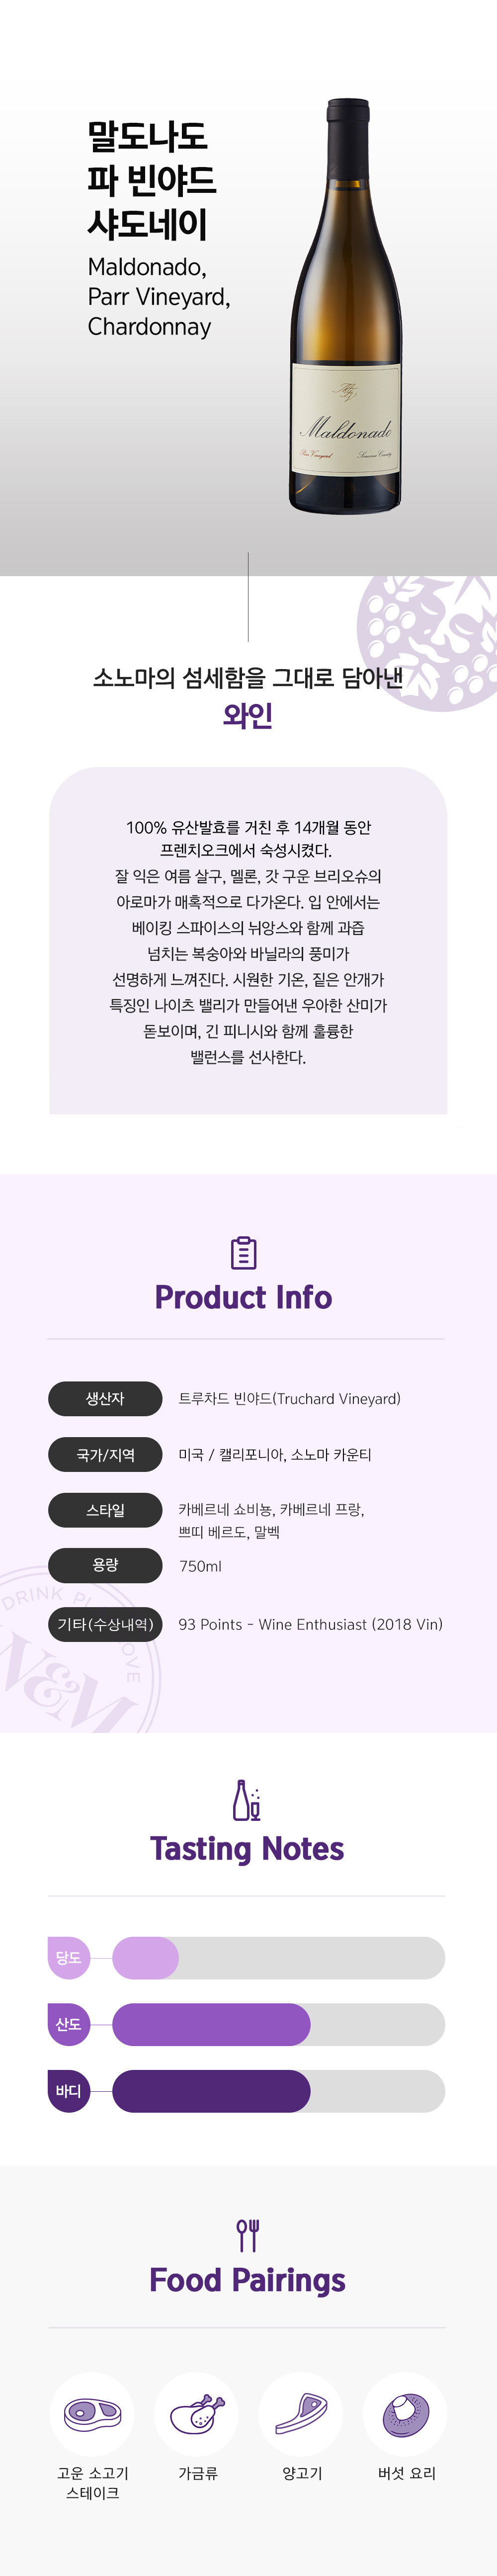 말도나도
파 빈야드
샤도네이
Maldonado,
Parr Vineyard,
Chardonnay
Maldonado
Parr Vineyard
Sonoma County
소노마의 섬세함을 그대로 담아낸
와인
100% 유산발효를 거친 후 14개월 동안
프렌치오크에서 숙성시켰다.
잘 익은 여름 살구, 멜론, 갓 구운 브리오슈의
아로마가 매혹적으로 다가온다. 입 안에서는
베이킹 스파이스의 뉘앙스와 함께 과즙
넘치는 복숭아와 바닐라의 풍미가
선명하게 느껴진다. 시원한 기온, 짙은 안개가
특징인 나이츠 밸리가 만들어낸 우아한 산미가
돋보이며, 긴 피니시와 함께 훌륭한
밸런스를 선사한다.
Product Info
생산자 트루차드 빈야드(Truchard Vineyard)
국가/지역 미국 / 캘리포니아, 소노마 카운티
스타일 카베르네 쇼비뇽, 카베르네 프랑,
쁘띠 베르도, 말벡
용량 750ml
기타(수상내역) 93 Points - Wine Enthusiast (2018 Vin)
DRINK
W&M
Tasting Notes
당도
산도
바디
Food Pairings
고운 소고기
스테이크
가금류
양고기
버섯 요리